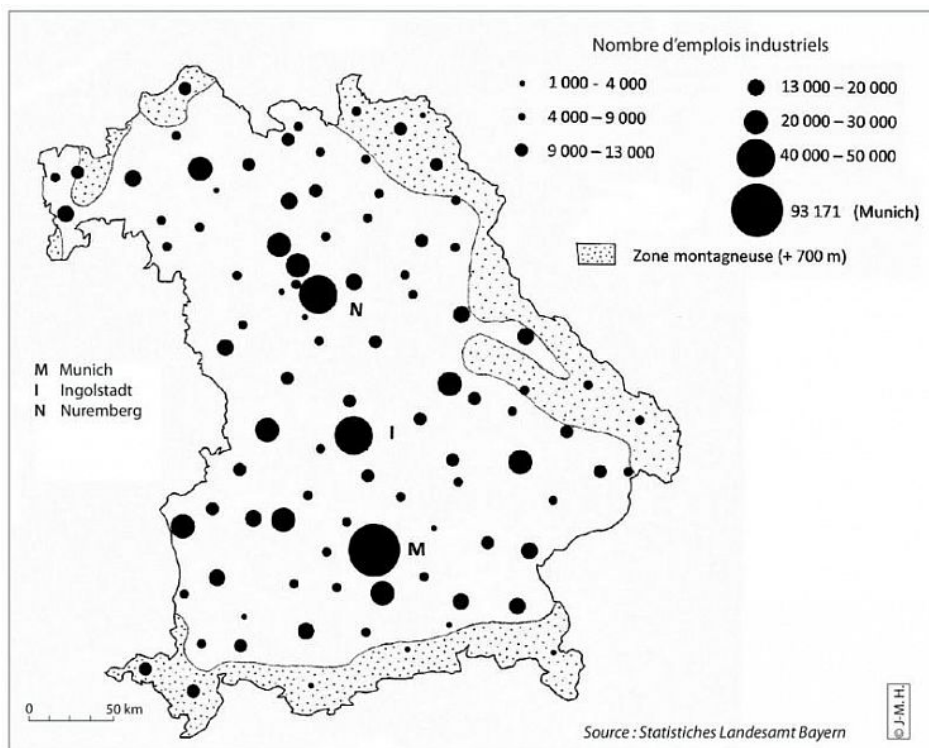 Nombre d'emplois industriels
1 000 - 4 000
4 000 – 9 000
9 000 – 13 000
13 000 – 20 000
20 000 – 30 000
40 000 – 50 000
93 171 (Munich)
Zone montagneuse (+ 700 m)
N
M Munich
I Ingolstadt
N Nuremberg
I
M
0 50 km
Source : Statistiches Landesamt Bayern
© J-M.H.